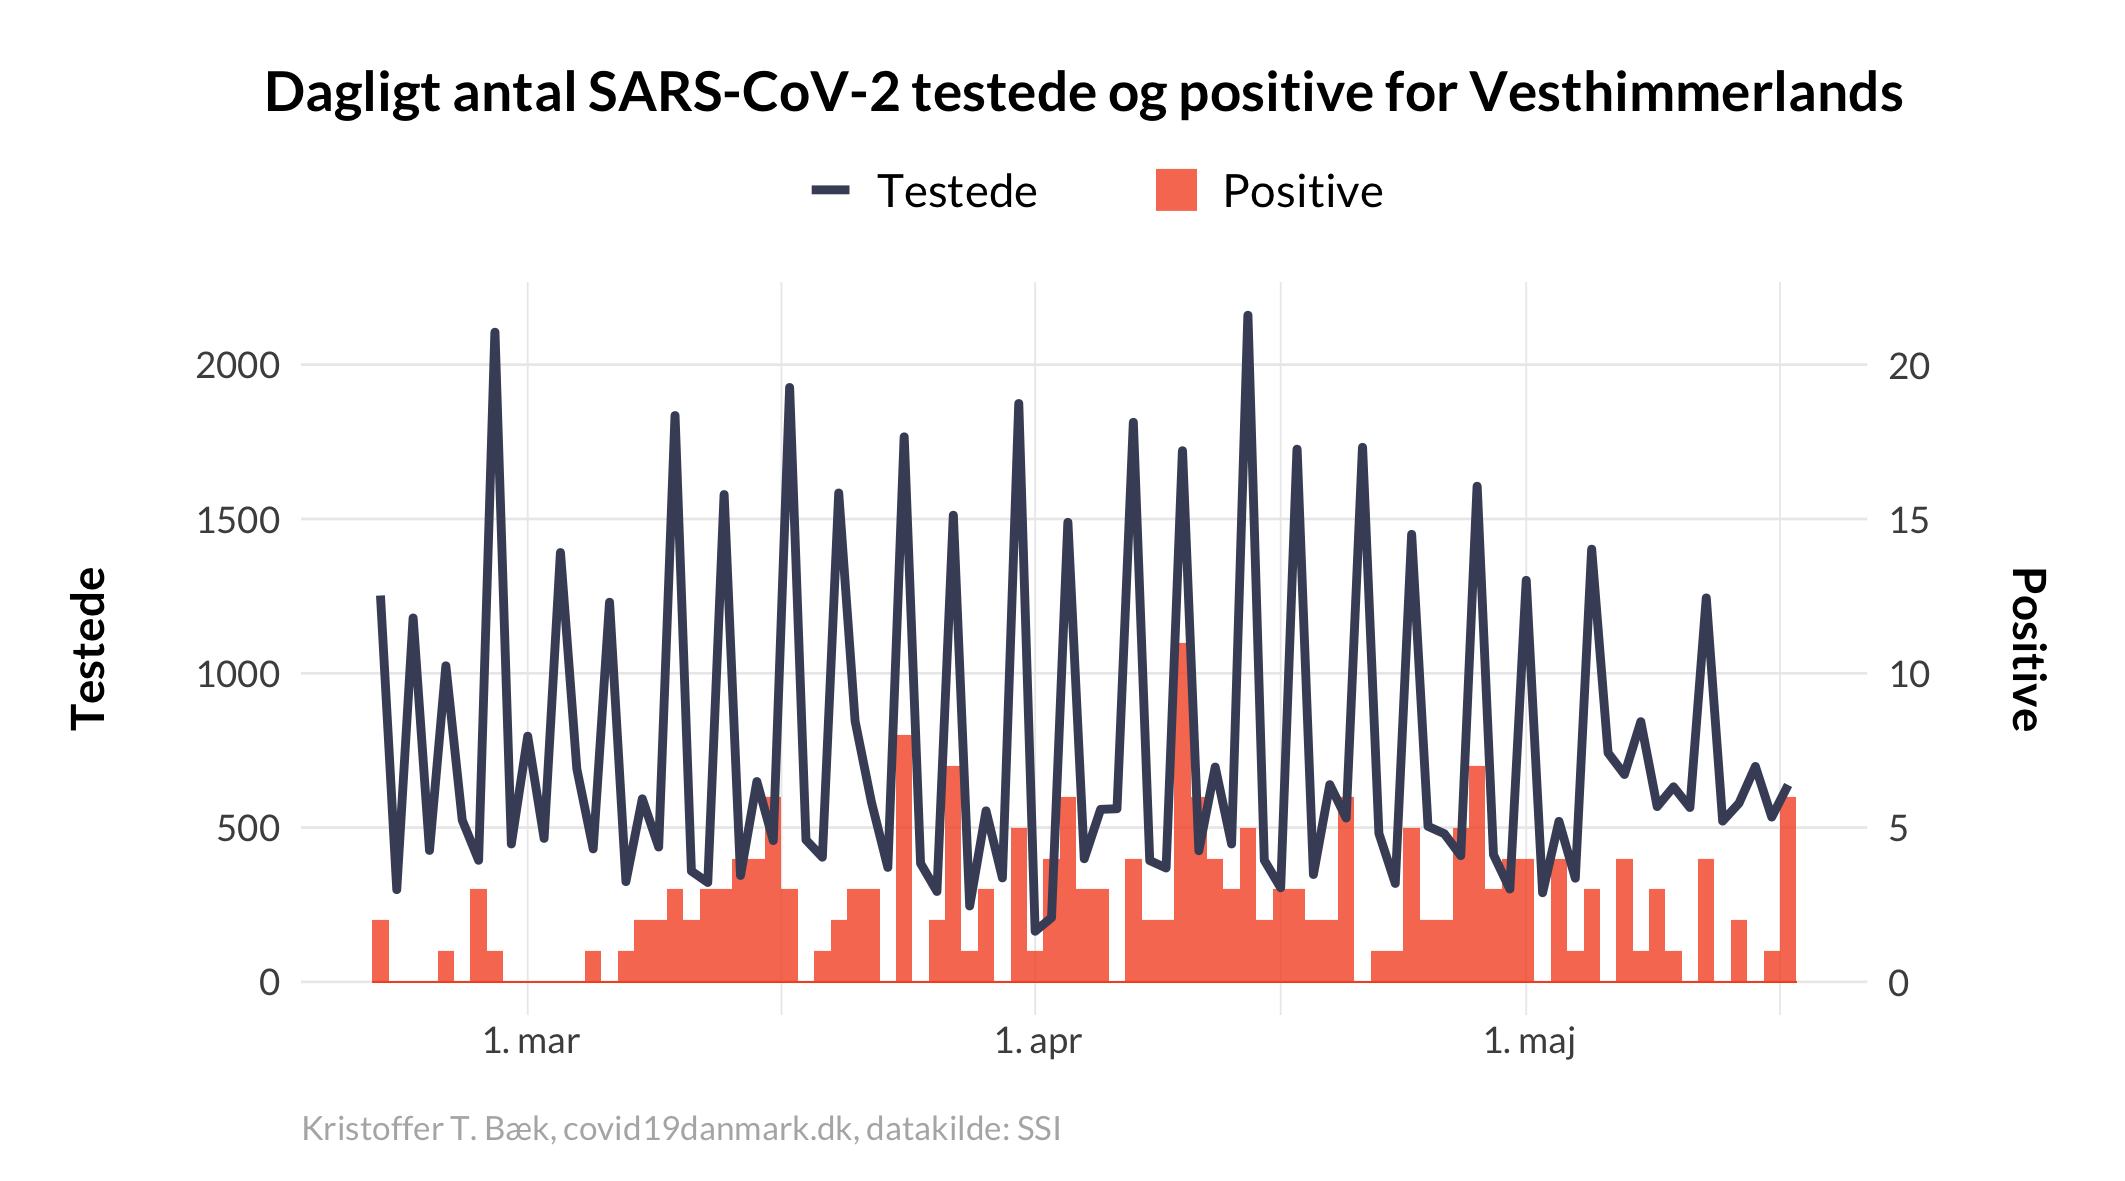 Dagligt antal SARS-CoV-2 testede og positive for Vesthimmerlands
Testede Positive
2000 20
1500 15
1000 10
500 5
0 0
Testede
Positive
1. mar 1. apr 1. maj
Kristoffer T. Bæk, covid19danmark.dk, datakilde: SSI